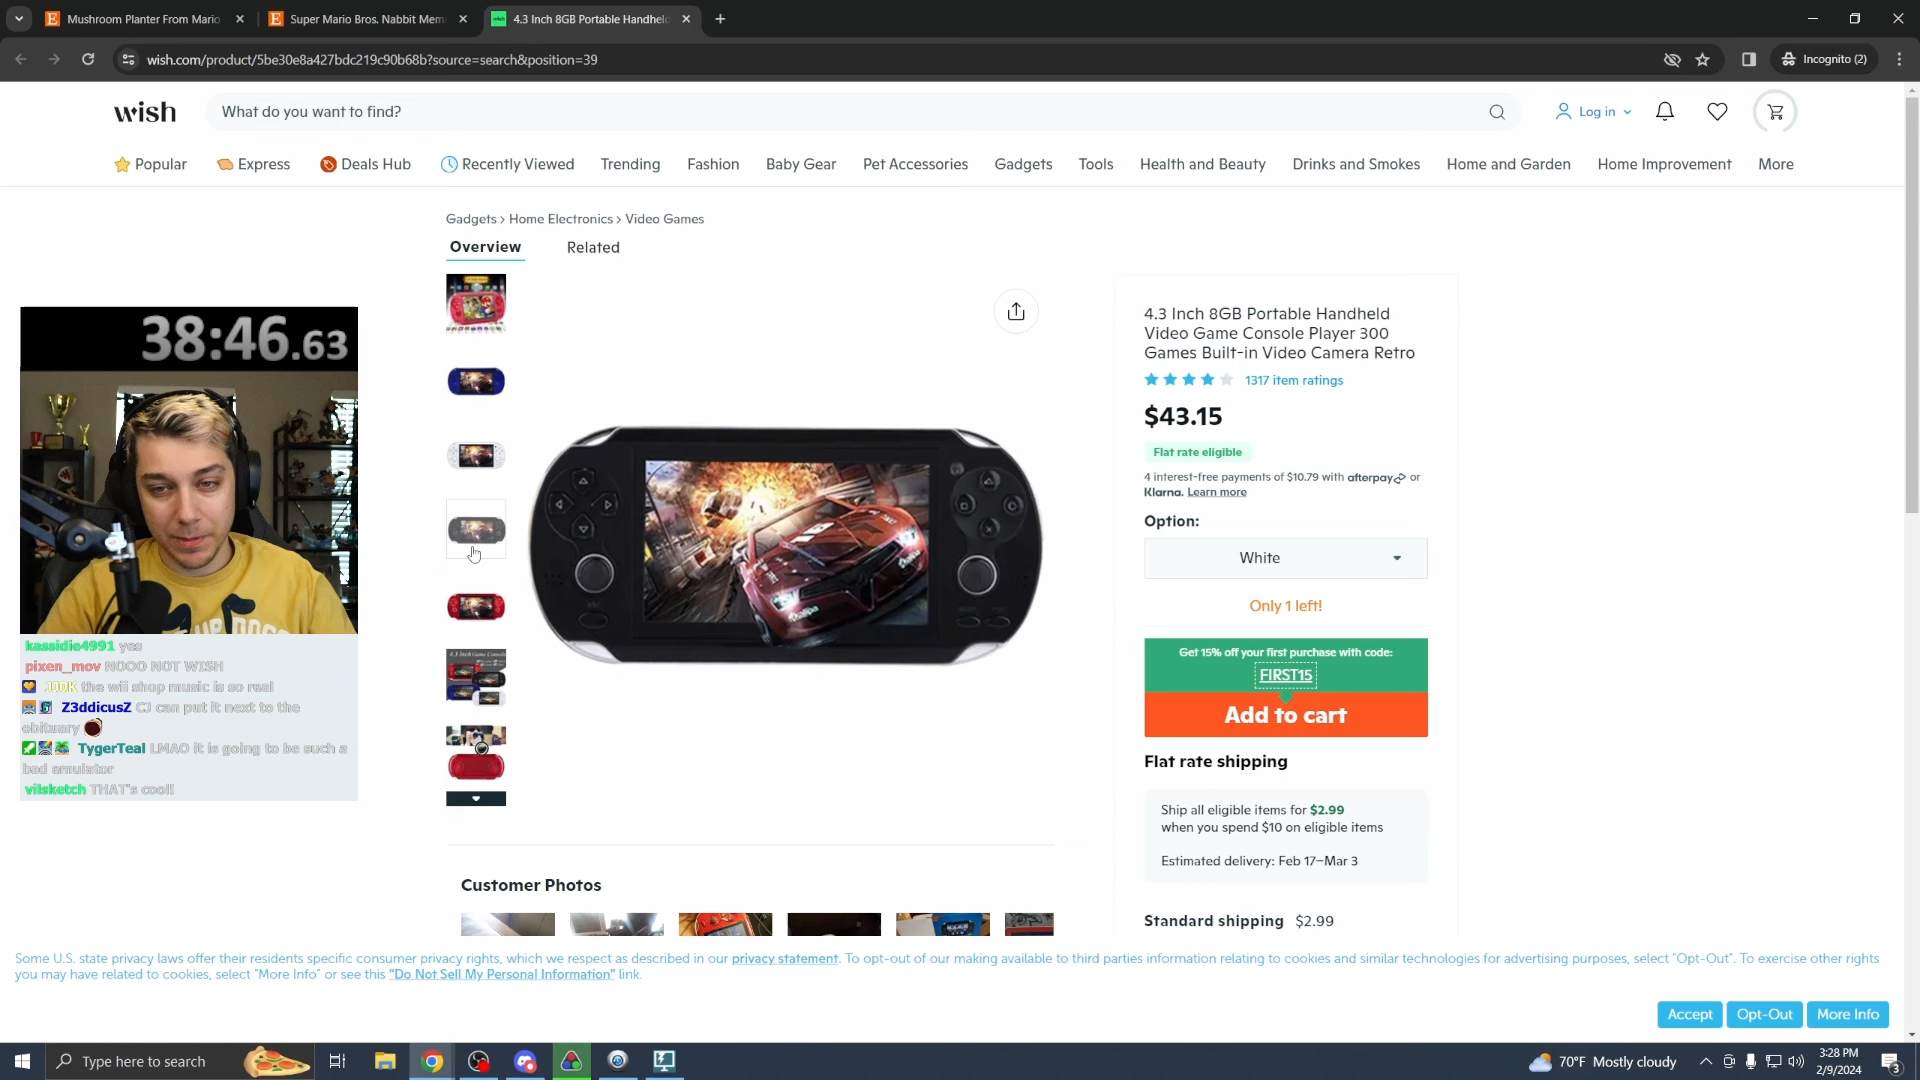 Mushroom Planter From Mario
Super Mario Bros. Nabbit Mem
4.3 Inch 8GB Portable Handheld
wish.com/product/5be30e8a427bdc219c90b68b?source=search&position=39
Incognito (2)
wish
What do you want to find?
Log in
Popular
Express
Deals Hub
Recently Viewed
Trending
Fashion
Baby Gear
Pet Accessories
Gadgets
Tools
Health and Beauty
Drinks and Smokes
Home and Garden
Home Improvement
More
Gadgets > Home Electronics > Video Games
Overview
Related
38:46.63
kassidie4991 yes
pixen_mov NOOO NOT WISH
JJ0K the wii shop music is so real
Z3ddicusZ CJ can put it next to the
obituary
TygerTeal LMAO it is going to be such a
bad emulator
vilsketch THAT's cool!
4.3 Inch 8GB Portable Handheld
Video Game Console Player 300
Games Built-in Video Camera Retro
1317 item ratings
$43.15
Flat rate eligible
4 interest-free payments of $10.79 with afterpay or
Klarna. Learn more
Option:
White
Only 1 left!
Get 15% off your first purchase with code:
FIRST15
Add to cart
Flat rate shipping
Ship all eligible items for $2.99
when you spend $10 on eligible items
Estimated delivery: Feb 17–Mar 3
Standard shipping $2.99
Customer Photos
Some U.S. state privacy laws offer their residents specific consumer privacy rights, which we respect as described in our privacy statement. To opt-out of our making available to third parties information relating to cookies and similar technologies for advertising purposes, select "Opt-Out". To exercise other rights
you may have related to cookies, select "More Info" or see this "Do Not Sell My Personal Information" link.
Accept
Opt-Out
More Info
Type here to search
70°F Mostly cloudy
3:28 PM
2/9/2024
3